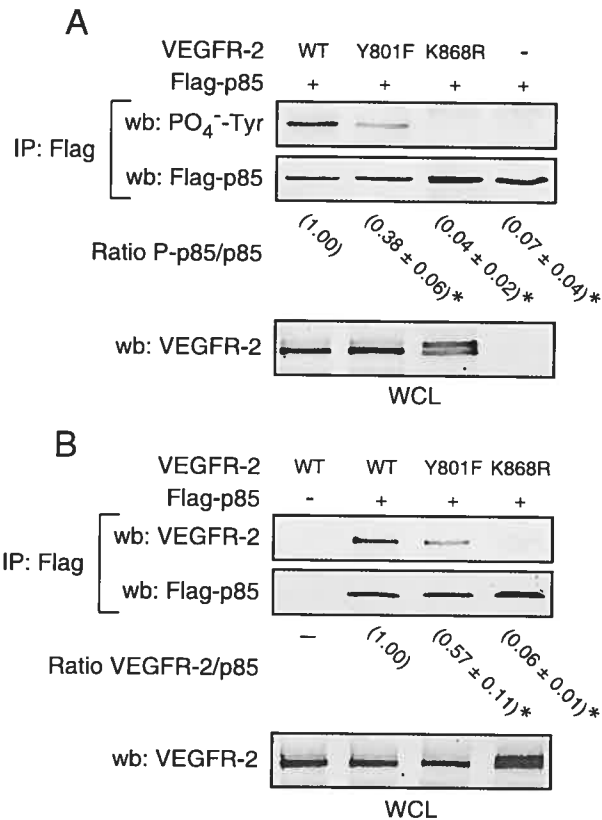 A
VEGFR-2 WT Y801F K868R -
Flag-p85 + + + +
IP: Flag
wb: PO4⁻-Tyr
wb: Flag-p85
Ratio P-p85/p85 (1.00) (0.38 ± 0.06)* (0.04 ± 0.02)* (0.07 ± 0.04)*
wb: VEGFR-2
WCL
B
VEGFR-2 WT WT Y801F K868R
Flag-p85 - + + +
IP: Flag
wb: VEGFR-2
wb: Flag-p85
Ratio VEGFR-2/p85 — (1.00) (0.57 ± 0.11)* (0.06 ± 0.01)*
wb: VEGFR-2
WCL